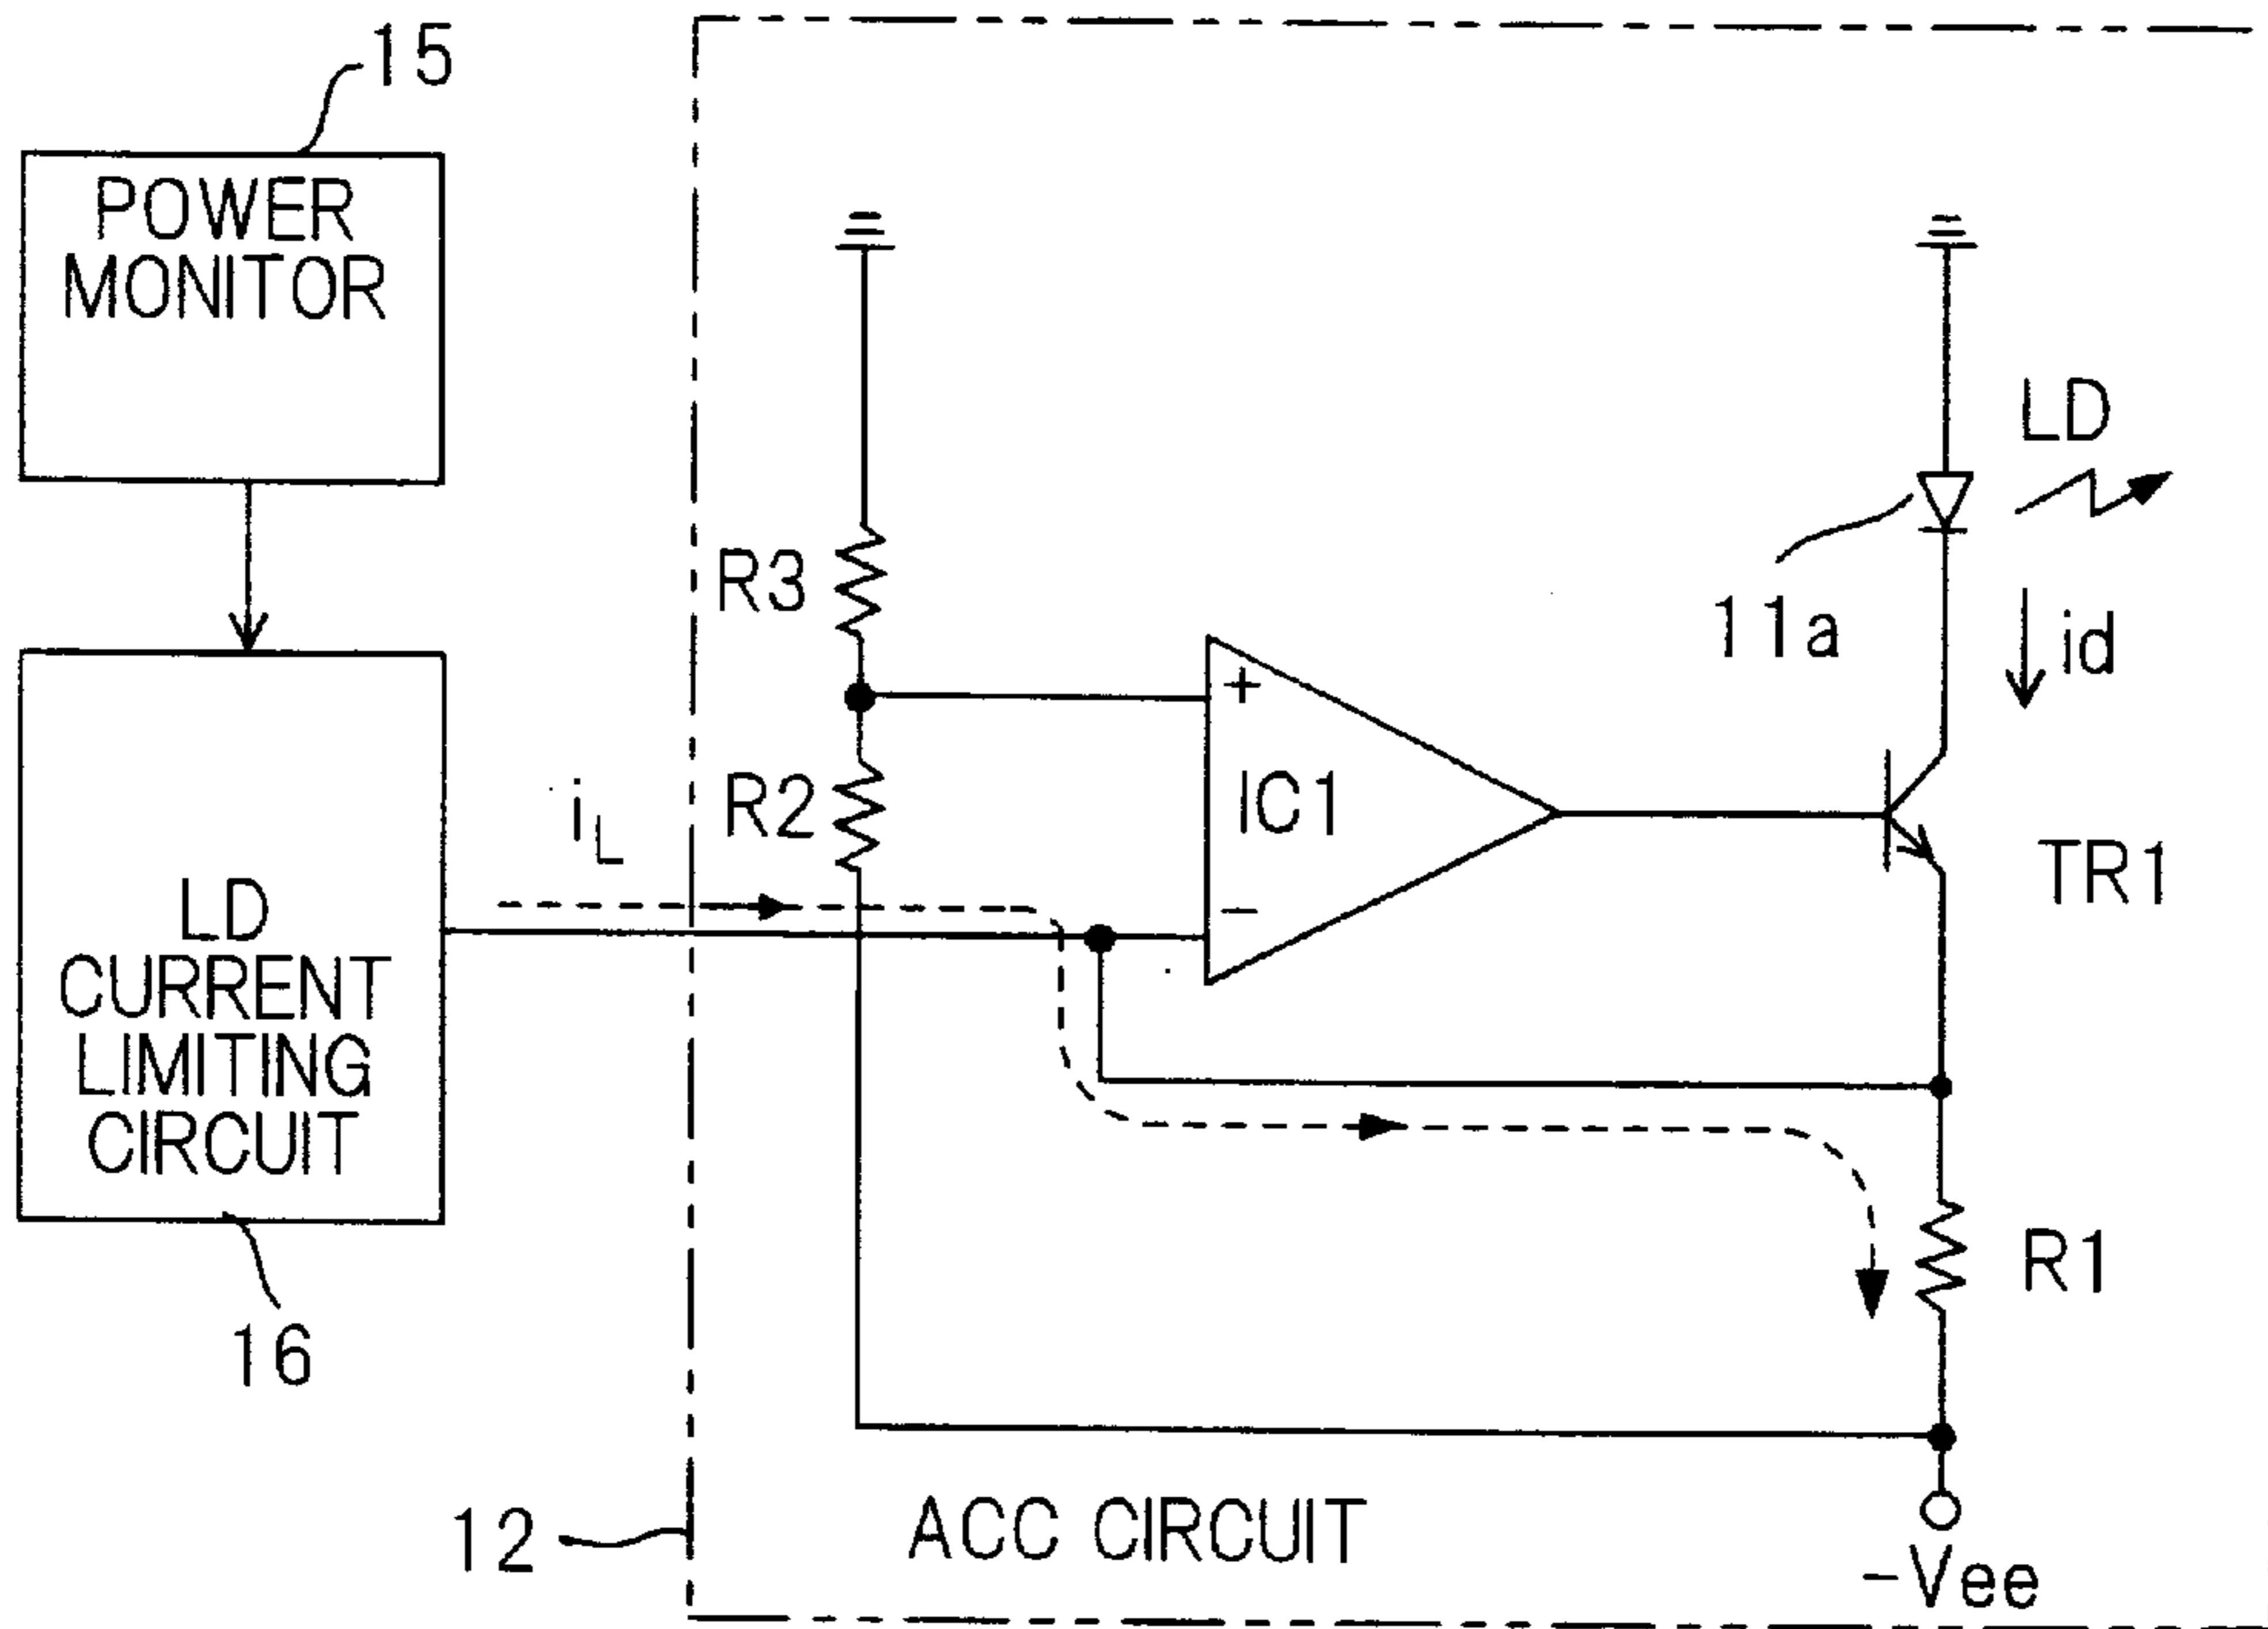 15
POWER
MONITOR
LD
R3
11a
id
+
R2
IC1
iL
TR1
−
LD
CURRENT
LIMITING
CIRCUIT
R1
16
12
ACC CIRCUIT
-Vee